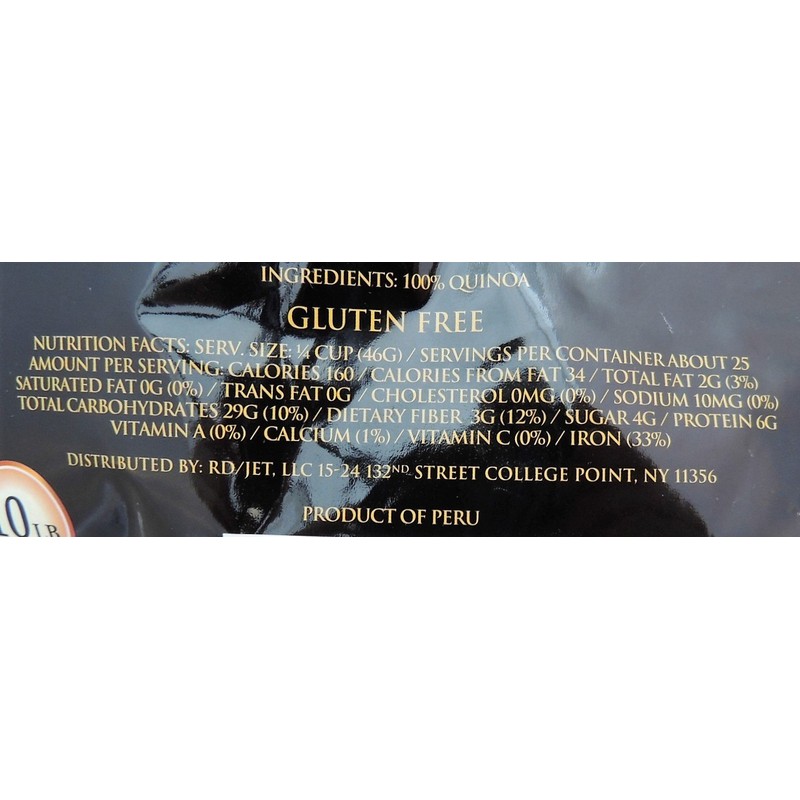 INGREDIENTS: 100% QUINOA
GLUTEN FREE
NUTRITION FACTS: SERV. SIZE: ¼ CUP (46G) / SERVINGS PER CONTAINER ABOUT 25
AMOUNT PER SERVING: CALORIES 160 / CALORIES FROM FAT 34 / TOTAL FAT 2G (3%)
SATURATED FAT 0G (0%) / TRANS FAT 0G / CHOLESTEROL 0MG (0%) / SODIUM 10MG (0%)
TOTAL CARBOHYDRATES 29G (10%) / DIETARY FIBER 3G (12%) / SUGAR 4G / PROTEIN 6G
VITAMIN A (0%) / CALCIUM (1%) / VITAMIN C (0%) / IRON (33%)
DISTRIBUTED BY: RD/JET, LLC 15-24 132ND STREET COLLEGE POINT, NY 11356
10 LB
PRODUCT OF PERU